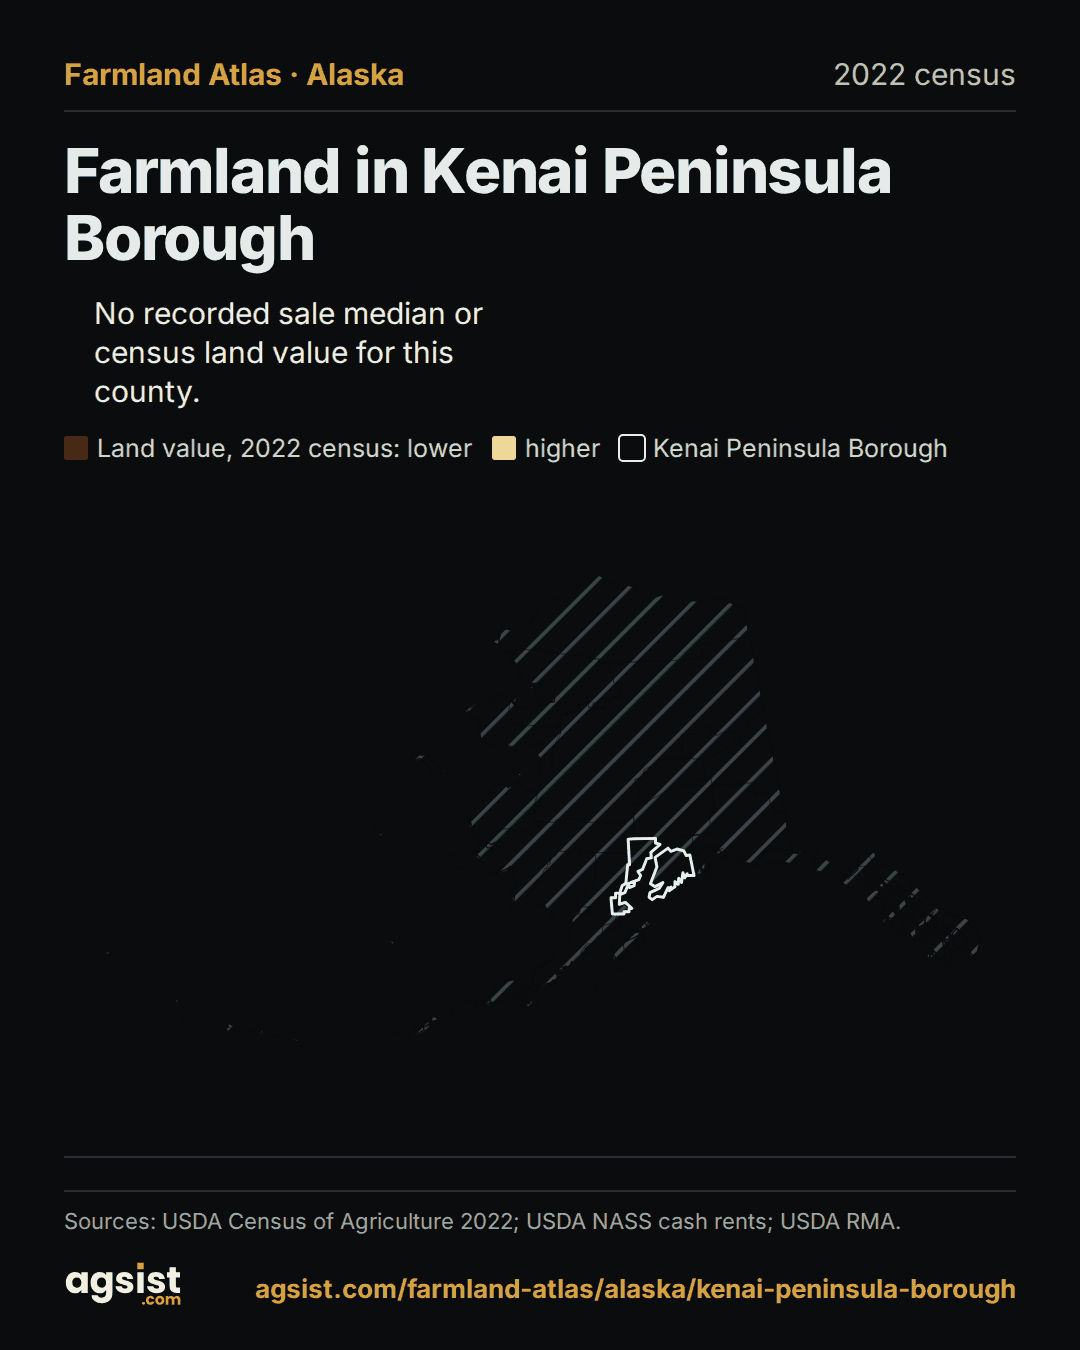 Farmland Atlas · Alaska
2022 census
Farmland in Kenai Peninsula
Borough
No recorded sale median or
census land value for this
county.
Land value, 2022 census: lower higher Kenai Peninsula Borough
Sources: USDA Census of Agriculture 2022; USDA NASS cash rents; USDA RMA.
agsist.com
agsist.com/farmland-atlas/alaska/kenai-peninsula-borough